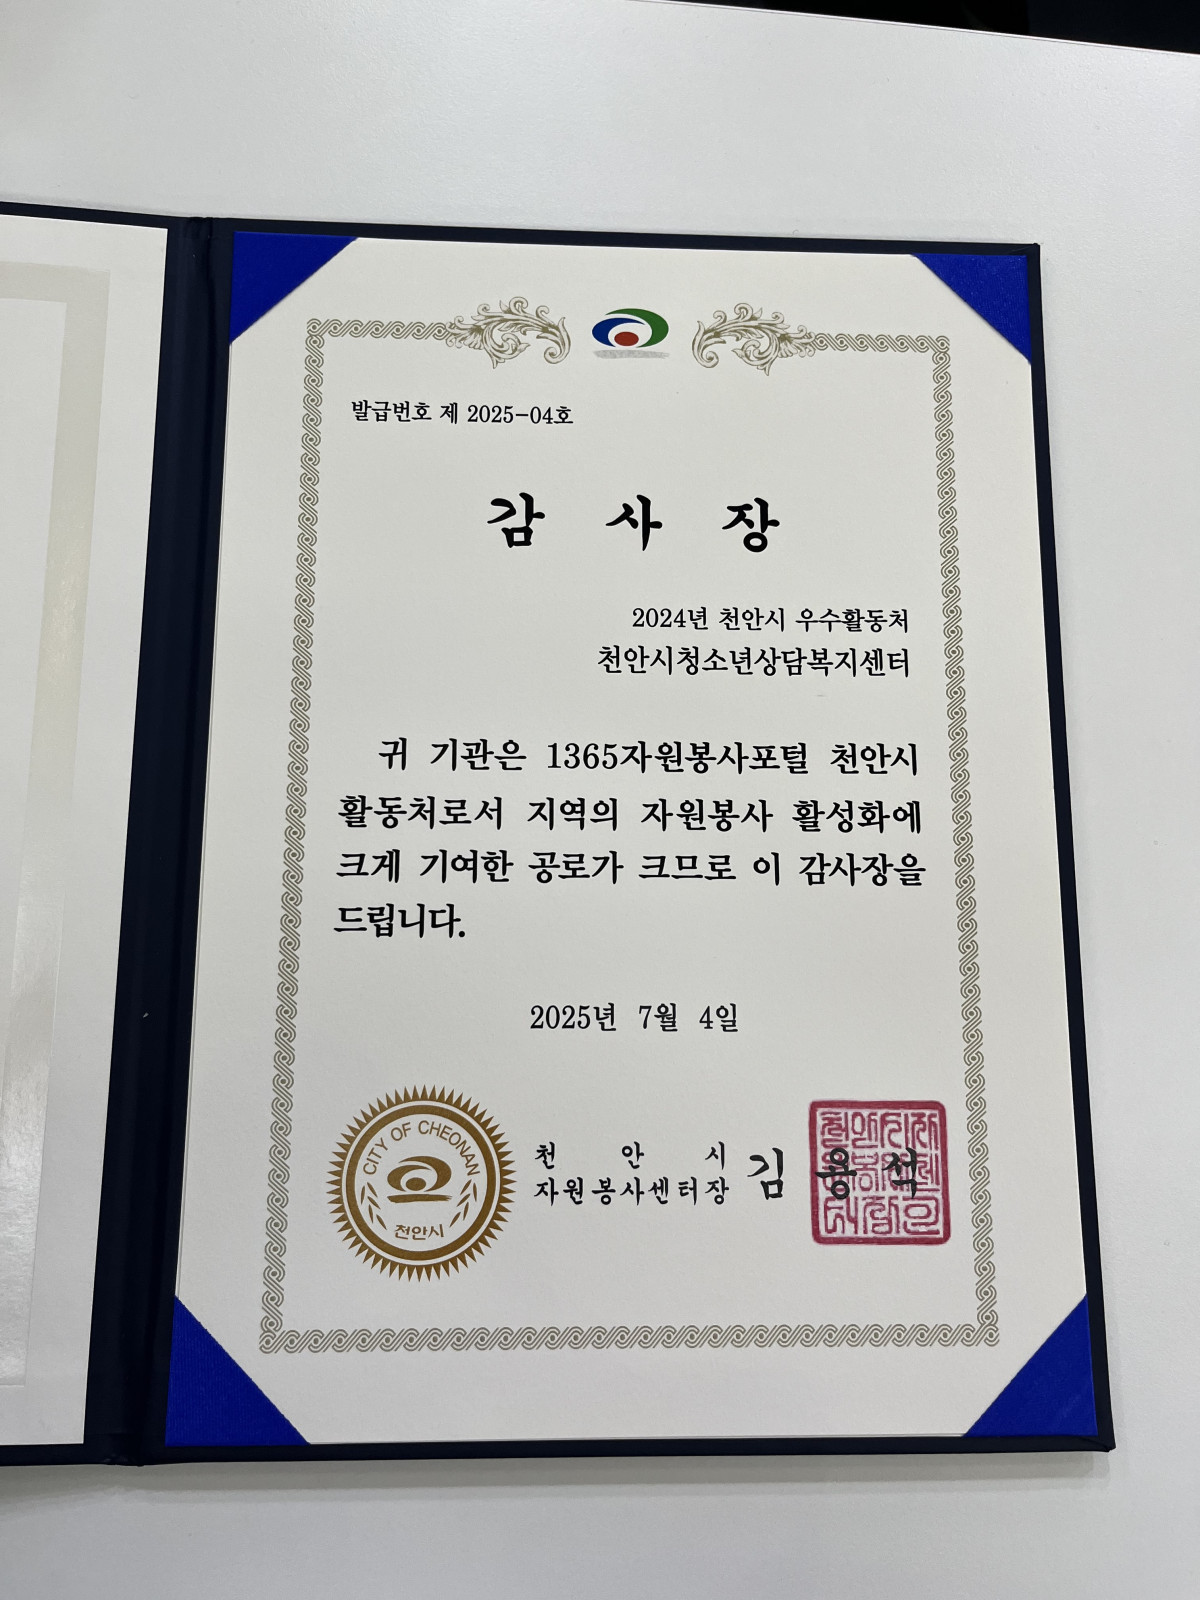 발급번호 제 2025-04호
감 사 장
2024년 천안시 우수활동처
천안시청소년상담복지센터
귀 기관은 1365자원봉사포털 천안시
활동처로서 지역의 자원봉사 활성화에
크게 기여한 공로가 크므로 이 감사장을
드립니다.
2025년 7월 4일
CITY OF CHEONAN
천안시
천 안 시
자원봉사센터장 김 용 석